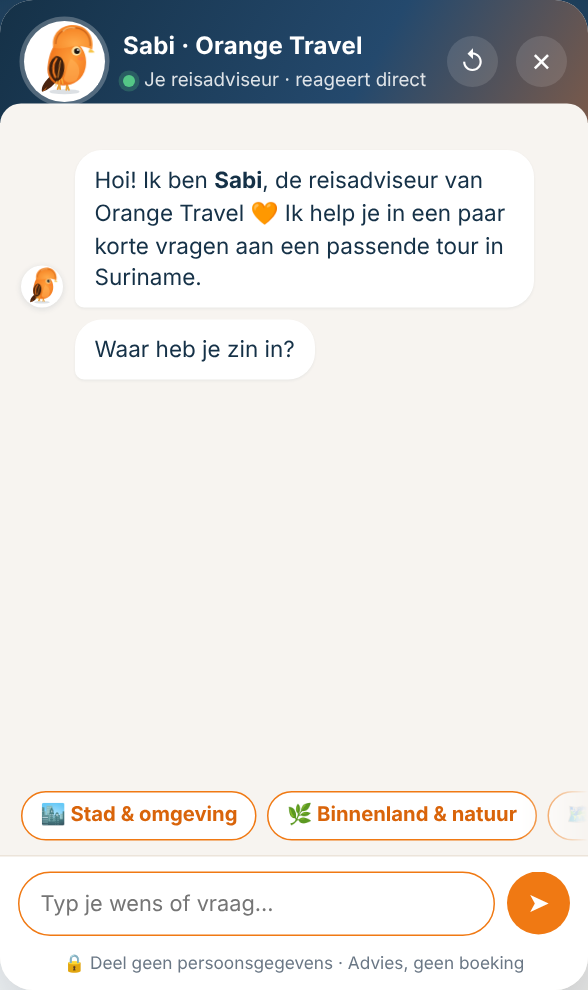 Sabi · Orange Travel
Je reisadviseur · reageert direct
Hoi! Ik ben Sabi, de reisadviseur van
Orange Travel 🧡 Ik help je in een paar
korte vragen aan een passende tour in
Suriname.
Waar heb je zin in?
🏙️ Stad & omgeving
🌿 Binnenland & natuur
Typ je wens of vraag...
🔒 Deel geen persoonsgegevens · Advies, geen boeking